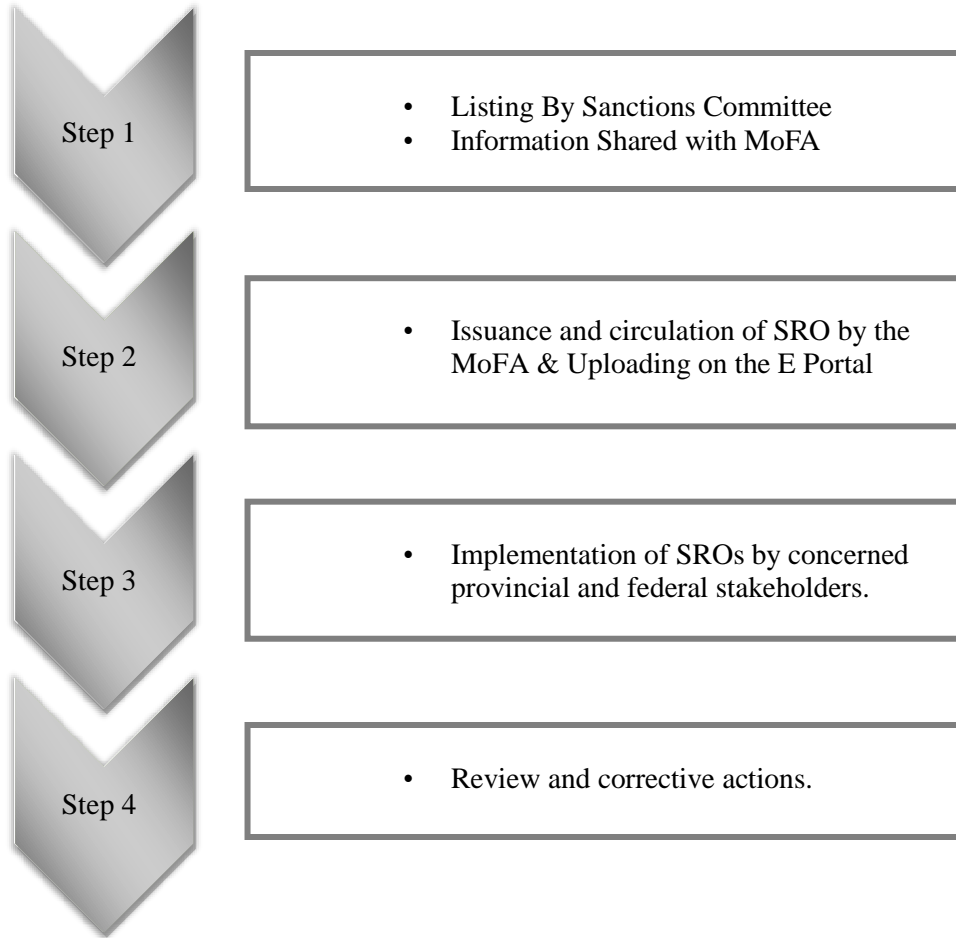 Step 1
• Listing By Sanctions Committee
• Information Shared with MoFA
Step 2
• Issuance and circulation of SRO by the
MoFA & Uploading on the E Portal
Step 3
• Implementation of SROs by concerned
provincial and federal stakeholders.
Step 4
• Review and corrective actions.